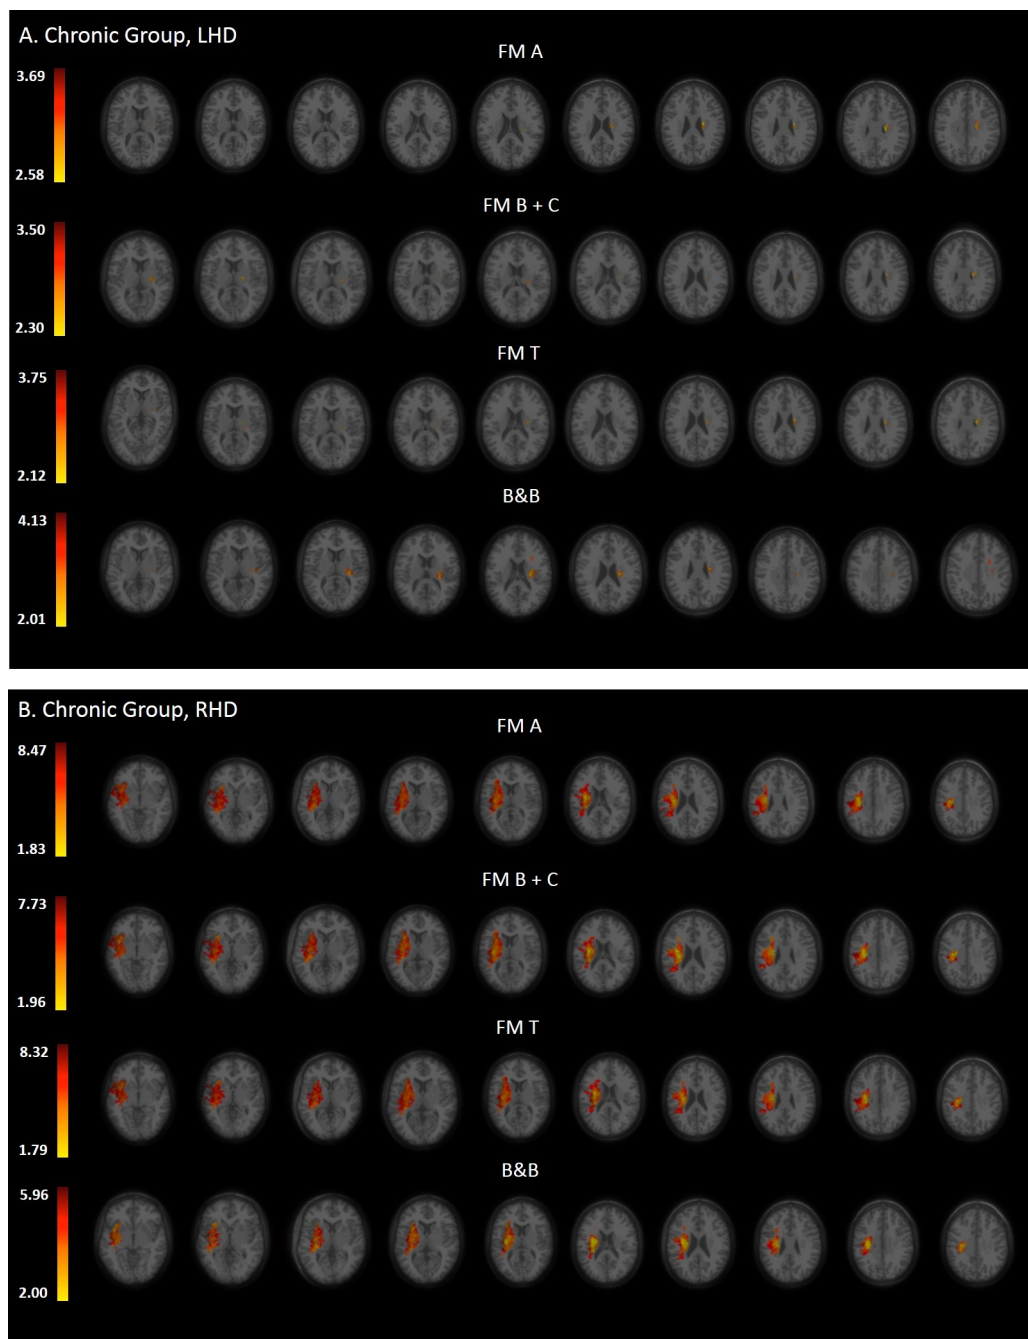 A. Chronic Group, LHD
FM A
3.69
2.58
FM B + C
3.50
2.30
FM T
3.75
2.12
B&B
4.13
2.01
B. Chronic Group, RHD
FM A
8.47
1.83
FM B + C
7.73
1.96
FM T
8.32
1.79
B&B
5.96
2.00